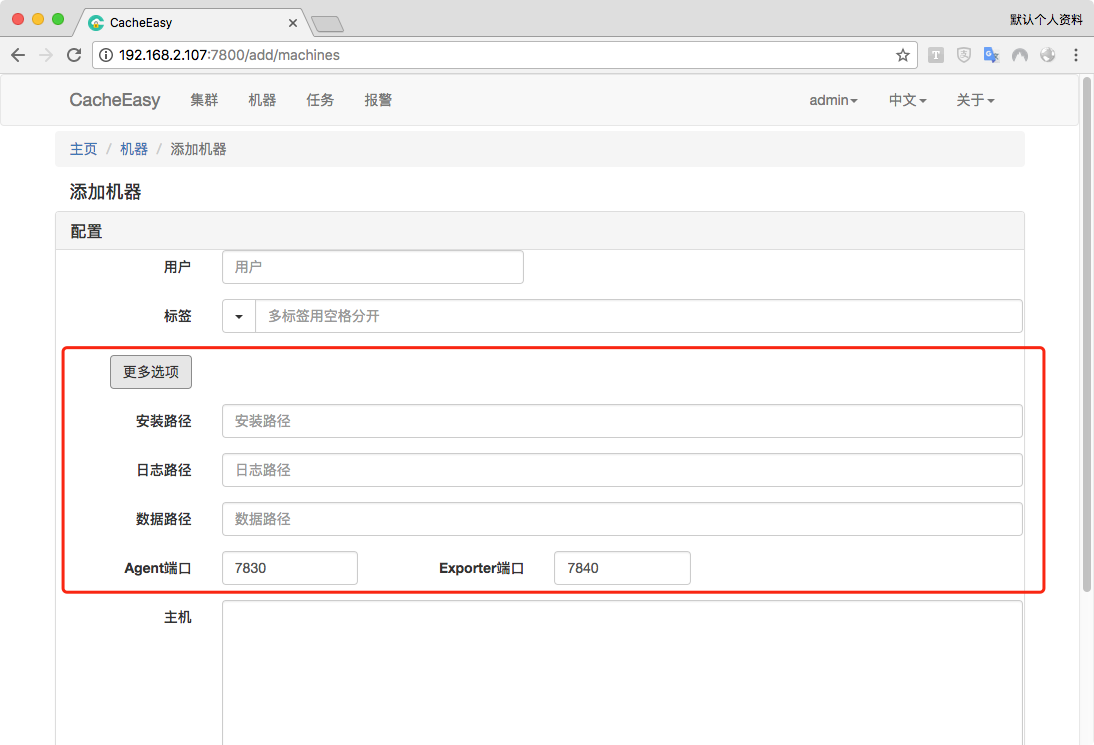 CacheEasy
默认个人资料
192.168.2.107:7800/add/machines
CacheEasy 集群 机器 任务 报警 admin 中文 关于
主页 / 机器 / 添加机器
添加机器
配置
用户 用户
标签 多标签用空格分开
更多选项
安装路径 安装路径
日志路径 日志路径
数据路径 数据路径
Agent端口 7830 Exporter端口 7840
主机